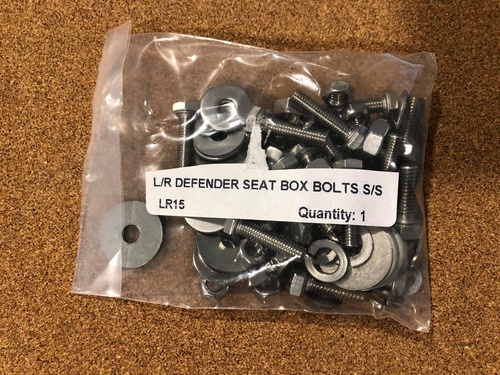 L/R DEFENDER SEAT BOX BOLTS S/S
LR15
Quantity: 1